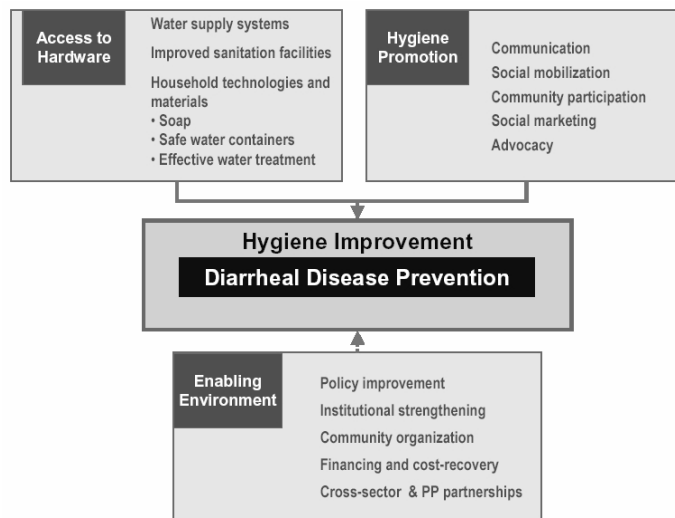 Access to
Hardware
Water supply systems
Improved sanitation facilities
Household technologies and
materials
• Soap
• Safe water containers
• Effective water treatment
Hygiene
Promotion
Communication
Social mobilization
Community participation
Social marketing
Advocacy
Hygiene Improvement
Diarrheal Disease Prevention
Enabling
Environment
Policy improvement
Institutional strengthening
Community organization
Financing and cost-recovery
Cross-sector & PP partnerships